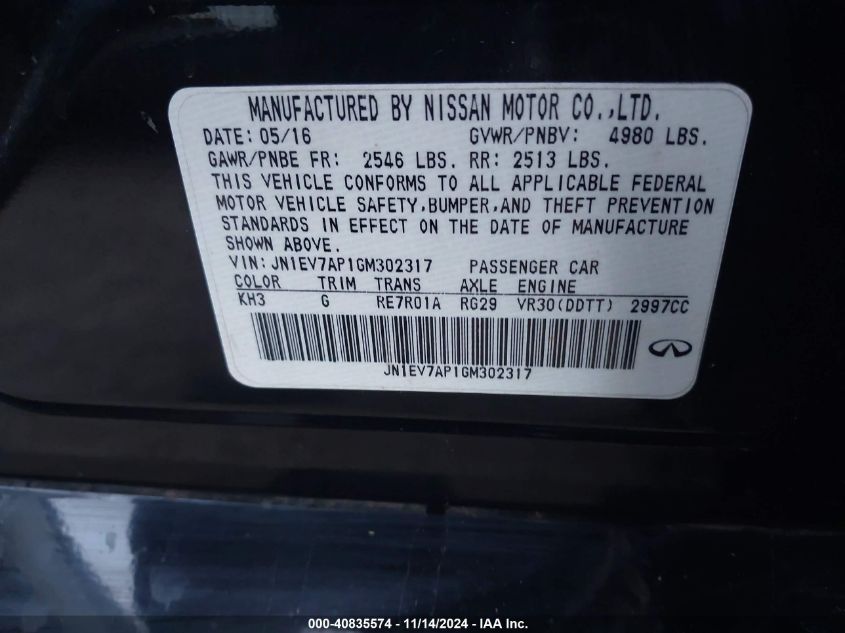 MANUFACTURED BY NISSAN MOTOR CO.,LTD.
DATE: 05/16 GVWR/PNBV: 4980 LBS.
GAWR/PNBE FR: 2546 LBS. RR: 2513 LBS.
THIS VEHICLE CONFORMS TO ALL APPLICABLE FEDERAL
MOTOR VEHICLE SAFETY,BUMPER,AND THEFT PREVENTION
STANDARDS IN EFFECT ON THE DATE OF MANUFACTURE
SHOWN ABOVE.
VIN: JN1EV7AP1GM302317 PASSENGER CAR
COLOR TRIM TRANS AXLE ENGINE
KH3 G RE7R01A RG29 VR30(DDTT) 2997CC
JN1EV7AP1GM302317
000-40835574 - 11/14/2024 - IAA Inc.